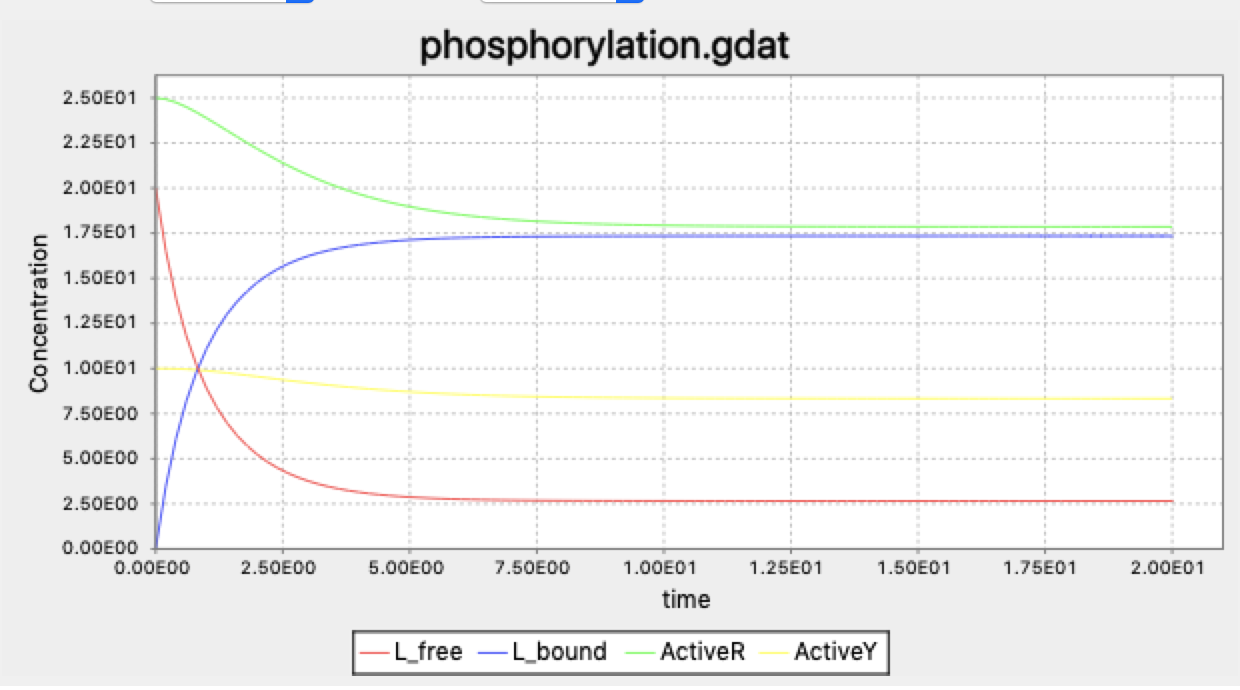 phosphorylation.gdat
Concentration
2.50E01
2.25E01
2.00E01
1.75E01
1.50E01
1.25E01
1.00E01
7.50E00
5.00E00
2.50E00
0.00E00
0.00E00 2.50E00 5.00E00 7.50E00 1.00E01 1.25E01 1.50E01 1.75E01 2.00E01
time
L_free L_bound ActiveR ActiveY